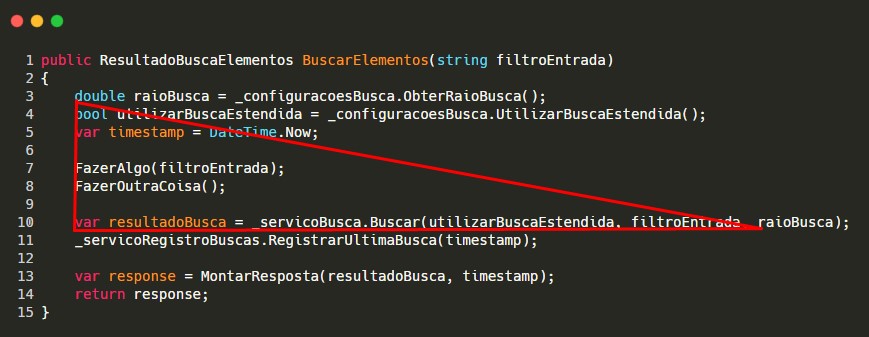 1 public ResultadoBuscaElementos BuscarElementos(string filtroEntrada)
2 {
3 double raioBusca = _configuracoesBusca.ObterRaioBusca();
4 bool utilizarBuscaEstendida = _configuracoesBusca.UtilizarBuscaEstendida();
5 var timestamp = DateTime.Now;
6
7 FazerAlgo(filtroEntrada);
8 FazerOutraCoisa();
9
10 var resultadoBusca = _servicoBusca.Buscar(utilizarBuscaEstendida, filtroEntrada, raioBusca);
11 _servicoRegistroBuscas.RegistrarUltimaBusca(timestamp);
12
13 var response = MontarResposta(resultadoBusca, timestamp);
14 return response;
15 }